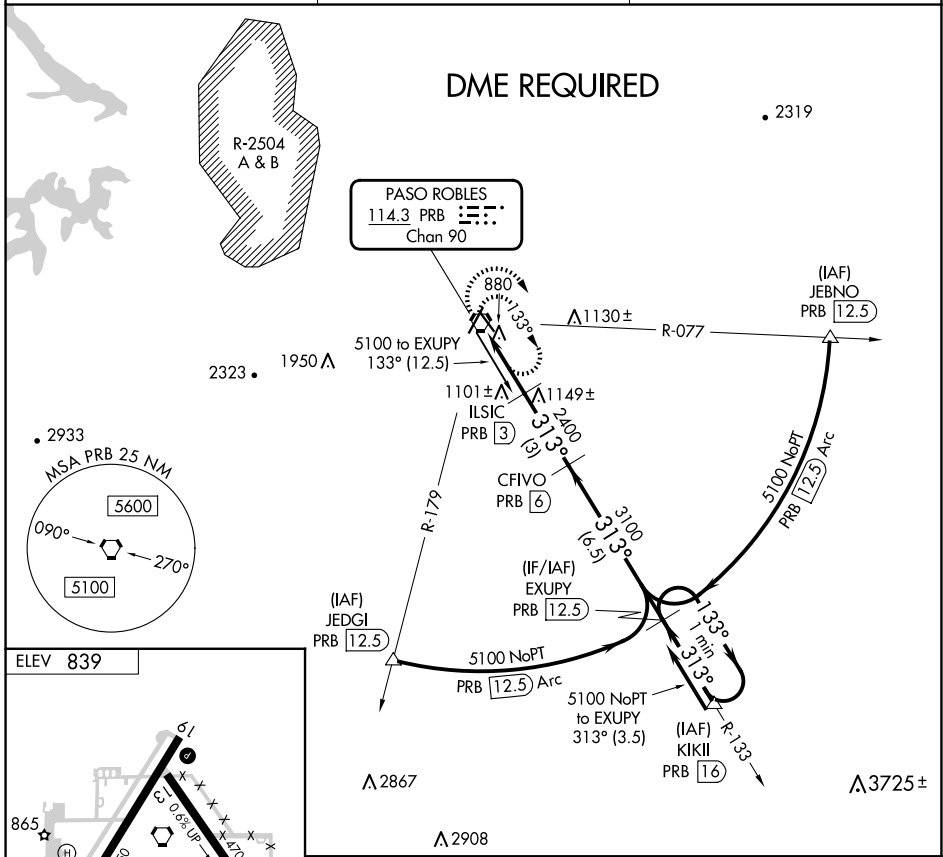 DME REQUIRED
2319
R-2504
A & B
PASO ROBLES
114.3 PRB
Chan 90
(IAF)
JEBNO
PRB 12.5
880
133°
1130 ±
R-077
5100 to EXUPY
133° (12.5)
1950
2323
1101 ±
1149 ±
ILSIC
PRB 3
2400
313°
(3)
2933
MSA PRB 25 NM
5600
090°
270°
5100
CFIVO
PRB 6
R-179
5100 NoPT
PRB 12.5 Arc
3100
313°
(6.5)
(IF/IAF)
EXUPY
PRB 12.5
(IAF)
JEDGI
PRB 12.5
133°
1 min
313°
5100 NoPT
PRB 12.5 Arc
5100 NoPT
to EXUPY
313° (3.5)
(IAF)
KIKII
PRB 16
R-133
ELEV 839
19
P
2867
3725 ±
13
0.6% UP
470
865
H
2908